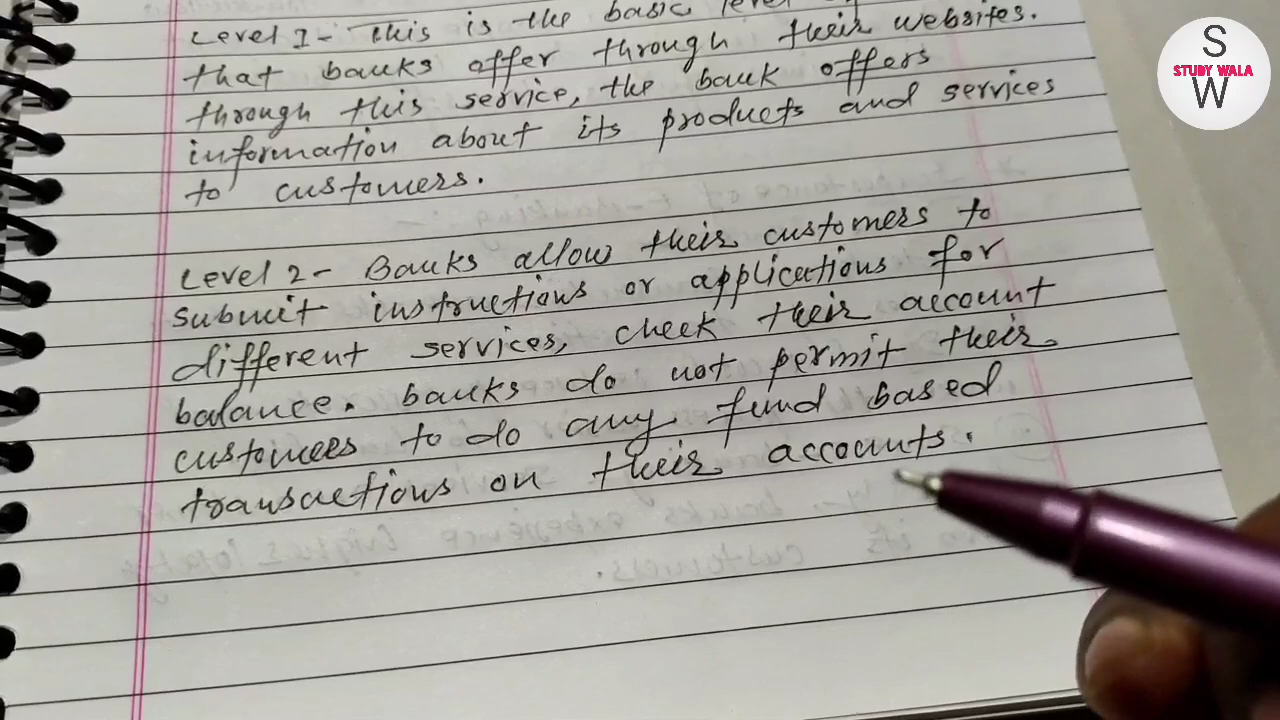 Level 1 - This is the basic level
that banks offer through their websites.
through this service, the bank offers
information about its products and services
to customers.
Level 2 - Banks allow their customers to
submit instructions or applications for
different services, check their account
balance. banks do not permit their
customers to do any fund based
transactions on their accounts.
S
STUDY WALA
W